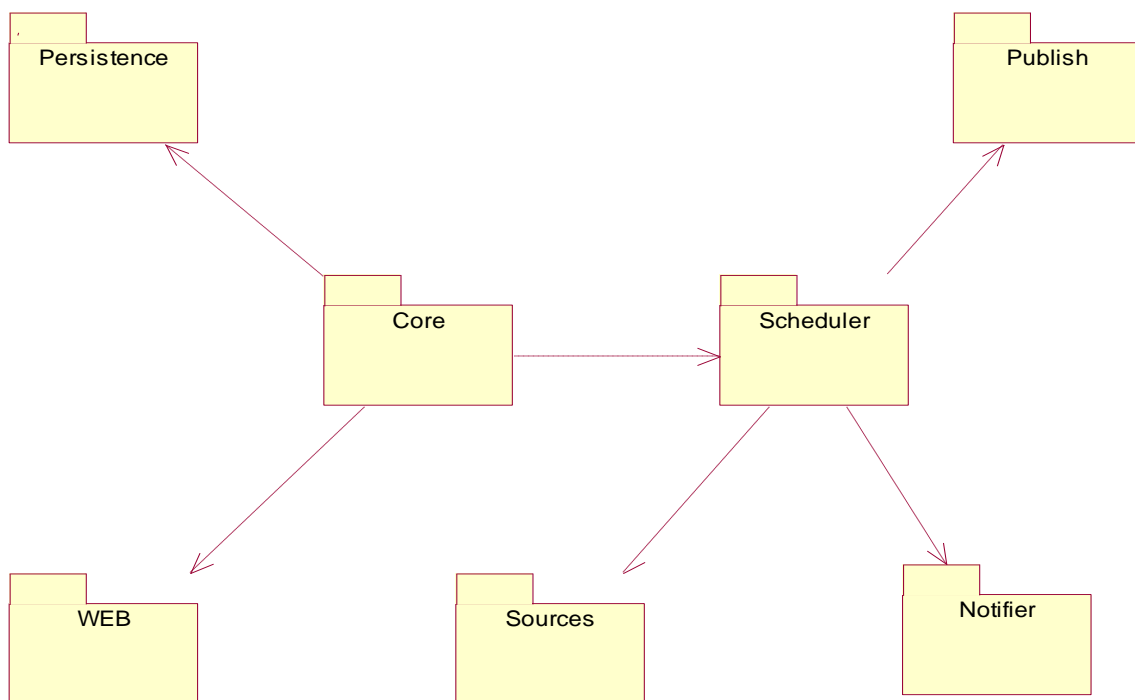 Persistence
Publish
Core
Scheduler
WEB
Sources
Notifier